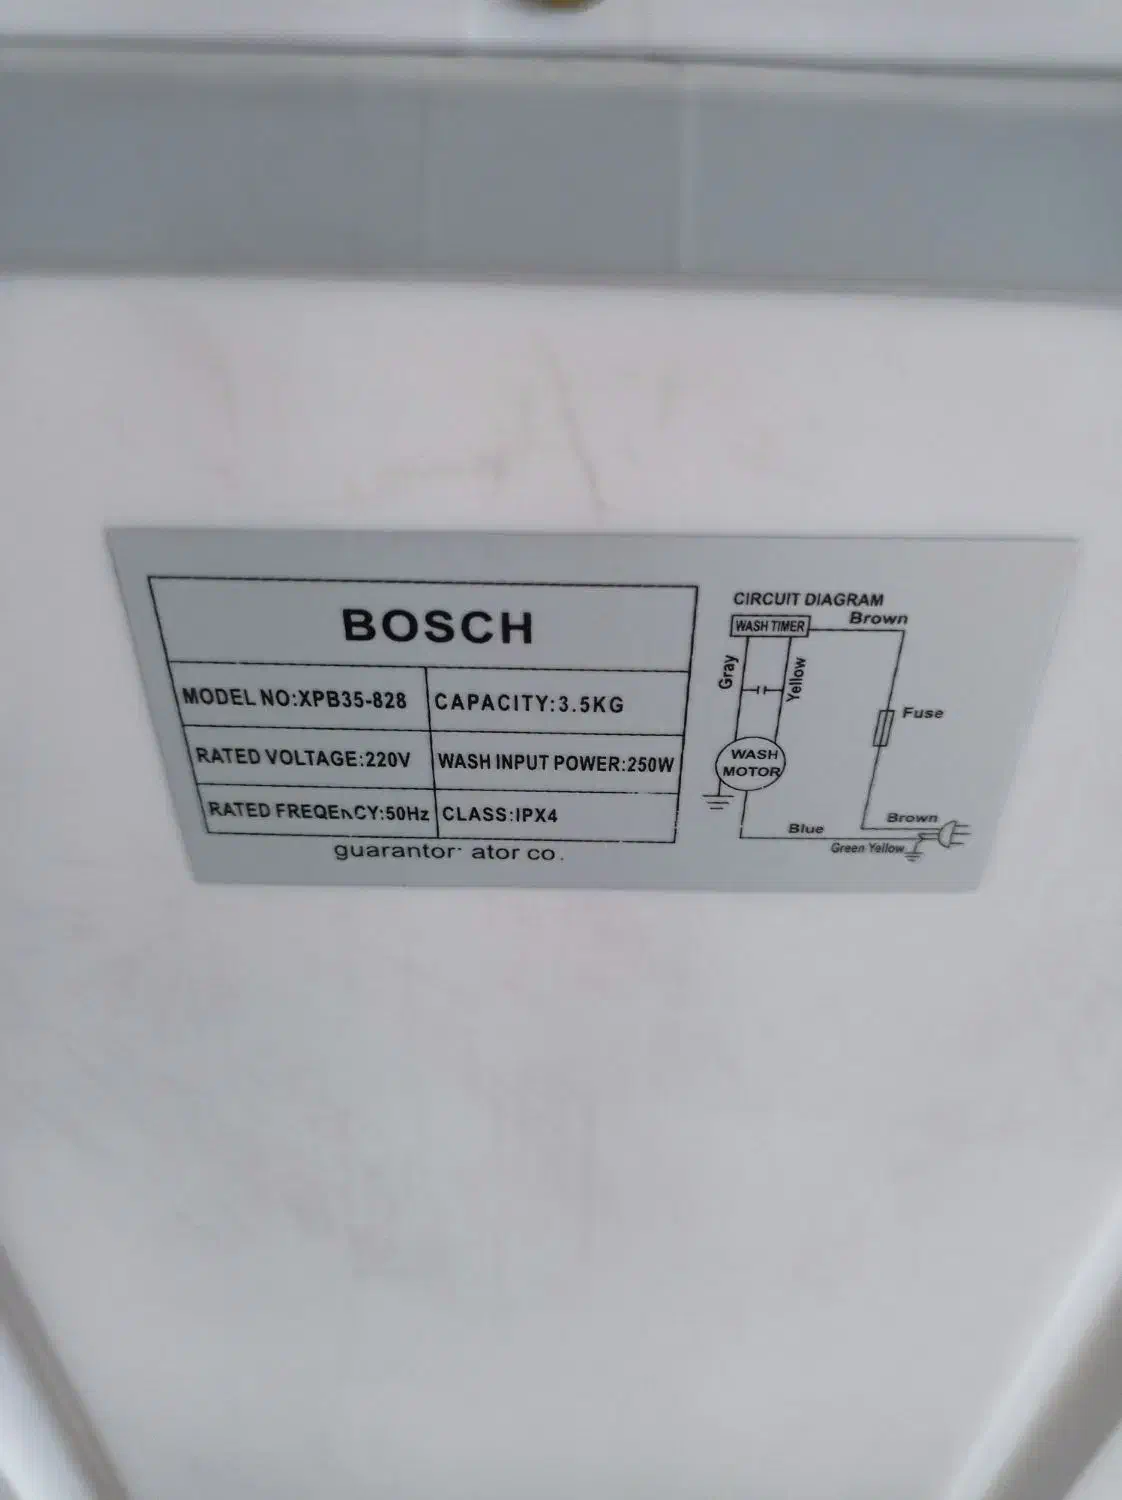 BOSCH
MODEL NO:XPB35-828
CAPACITY:3.5KG
RATED VOLTAGE:220V
WASH INPUT POWER:250W
RATED FREQEnCY:50Hz
CLASS:IPX4
guarantor· ator co.
CIRCUIT DIAGRAM
WASH TIMER
Brown
Gray
Yellow
Fuse
WASH
MOTOR
Brown
Blue
Green Yellow